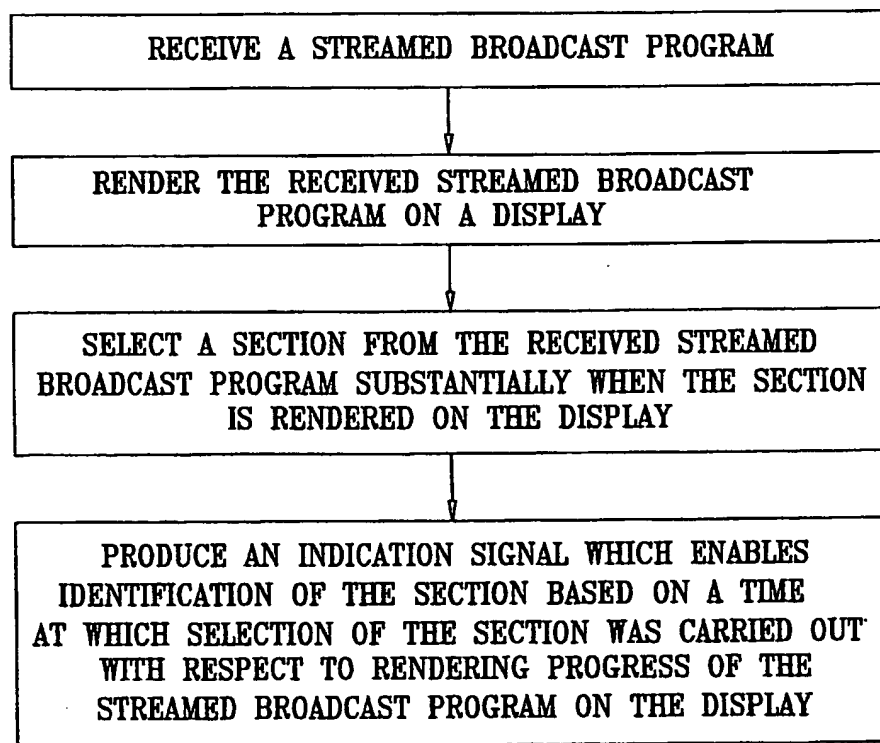 RECEIVE A STREAMED BROADCAST PROGRAM
RENDER THE RECEIVED STREAMED BROADCAST
PROGRAM ON A DISPLAY
SELECT A SECTION FROM THE RECEIVED STREAMED
BROADCAST PROGRAM SUBSTANTIALLY WHEN THE SECTION
IS RENDERED ON THE DISPLAY
PRODUCE AN INDICATION SIGNAL WHICH ENABLES
IDENTIFICATION OF THE SECTION BASED ON A TIME
AT WHICH SELECTION OF THE SECTION WAS CARRIED OUT
WITH RESPECT TO RENDERING PROGRESS OF THE
STREAMED BROADCAST PROGRAM ON THE DISPLAY